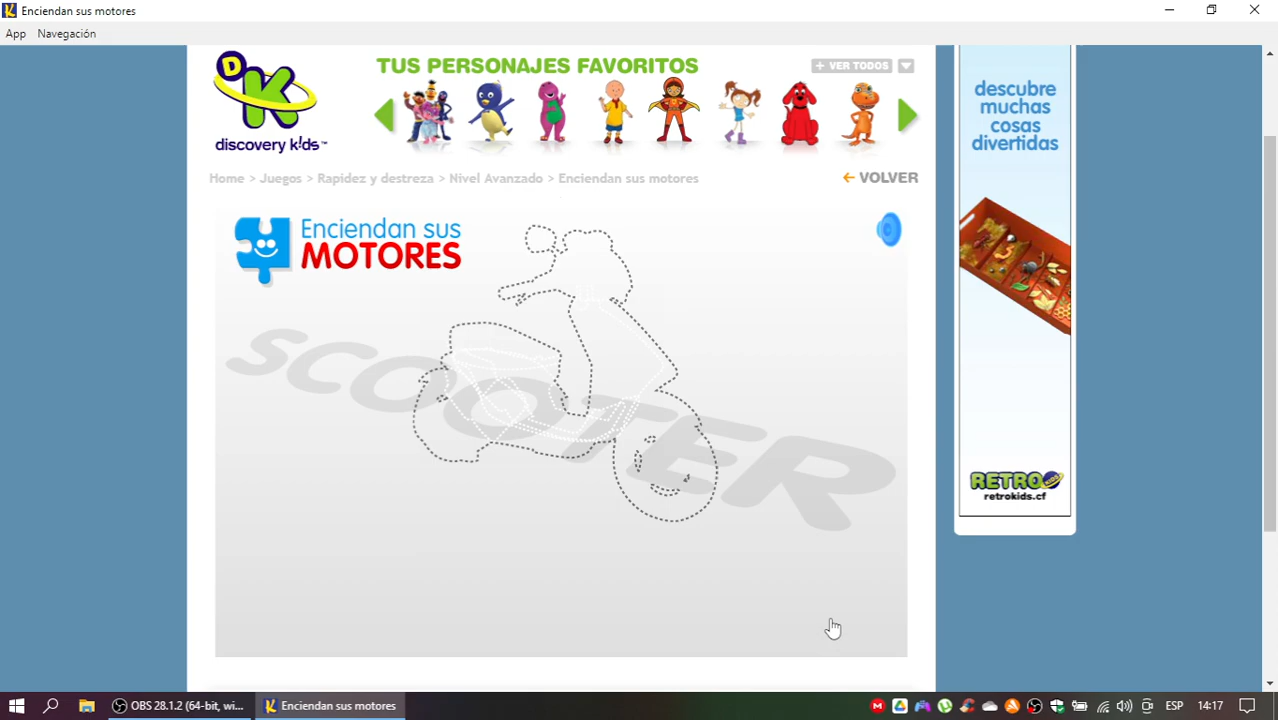 Enciendan sus motores
App Navegación
TUS PERSONAJES FAVORITOS
+ VER TODOS
D
K
discovery kids™
Home > Juegos > Rapidez y destreza > Nivel Avanzado > Enciendan sus motores
VOLVER
Enciendan sus
MOTORES
SCOOTER
descubre
muchas
cosas
divertidas
RETRO
retrokids.cf
OBS 28.1.2 (64-bit, wi...
Enciendan sus motores
ESP
14:17